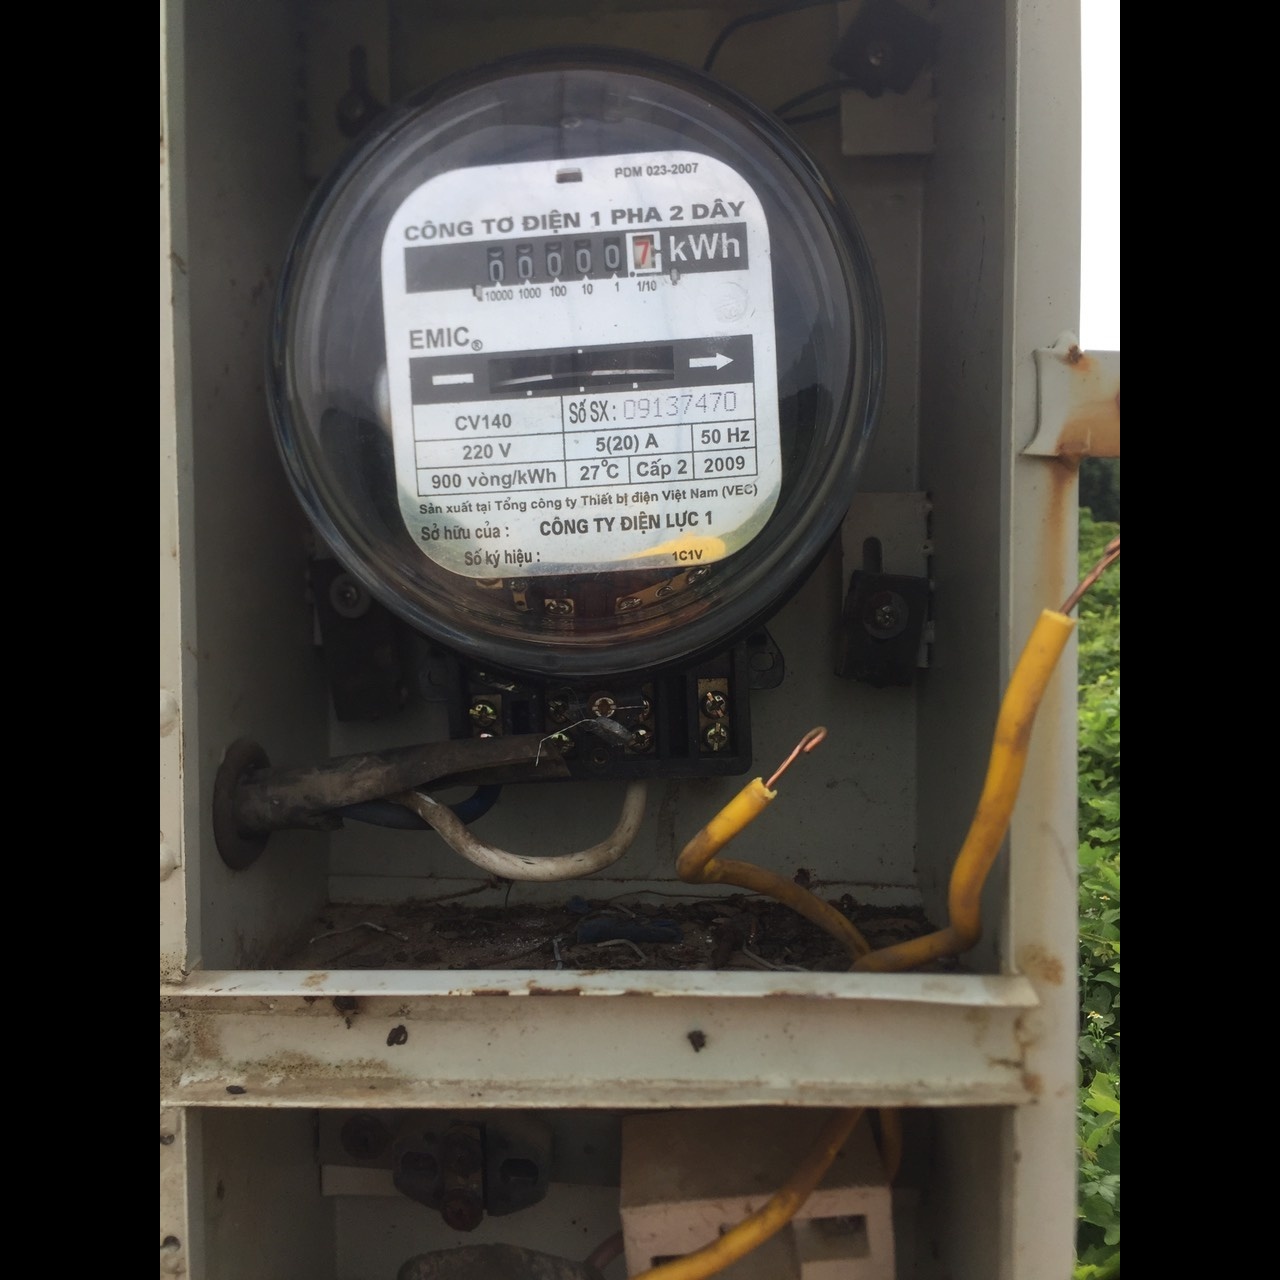 PDM 023-2007
CÔNG TƠ ĐIỆN 1 PHA 2 DÂY
0 0 0 0 0 7 kWh
10000 1000 100 10 1 1/10
EMIC®
CV140 Số SX: 09137470
220 V 5(20) A 50 Hz
900 vòng/kWh 27°C Cấp 2 2009
Sản xuất tại Tổng công ty Thiết bị điện Việt Nam (VEC)
Sở hữu của : CÔNG TY ĐIỆN LỰC 1
Số ký hiệu : 1C1V